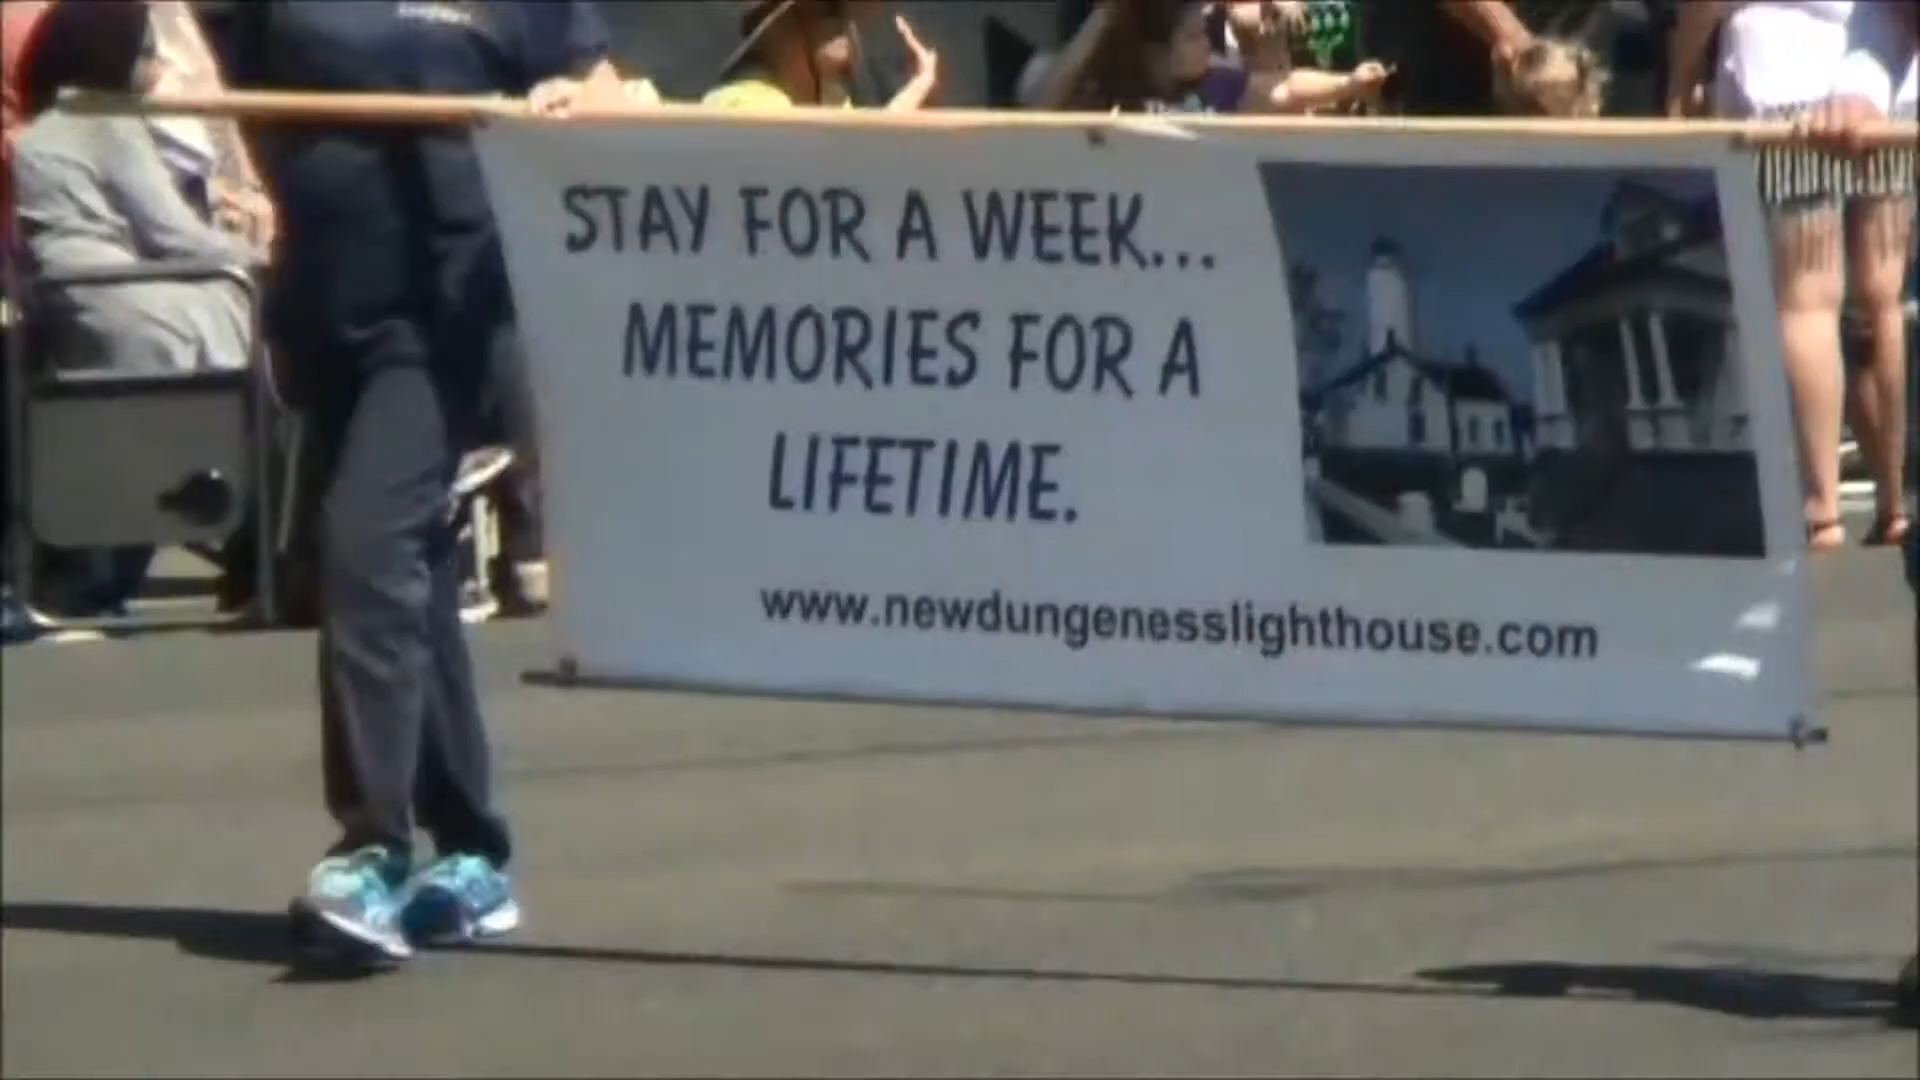 STAY FOR A WEEK...
MEMORIES FOR A
LIFETIME.
www.newdungenesslighthouse.com